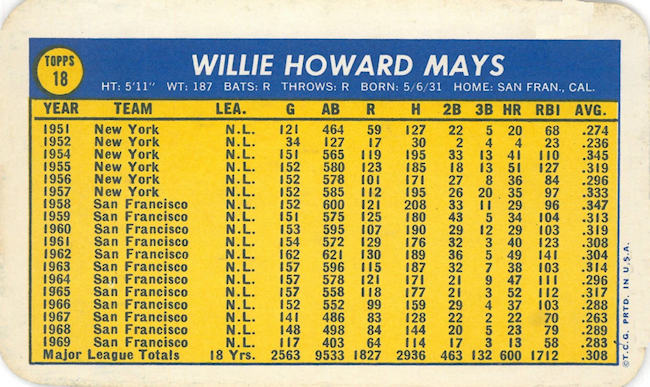 TOPPS
18
WILLIE HOWARD MAYS
HT: 5'11" WT: 187 BATS: R THROWS: R BORN: 5/6/31 HOME: SAN FRAN., CAL.
YEAR TEAM LEA. G AB R H 2B 3B HR RBI AVG.
1951 New York N.L. 121 464 59 127 22 5 20 68 .274
1952 New York N.L. 34 127 17 30 2 4 4 23 .236
1954 New York N.L. 151 565 119 195 33 13 41 110 .345
1955 New York N.L. 152 580 123 185 18 13 51 127 .319
1956 New York N.L. 152 578 101 171 27 8 36 84 .296
1957 New York N.L. 152 585 112 195 26 20 35 97 .333
1958 San Francisco N.L. 152 600 121 208 33 11 29 96 .347
1959 San Francisco N.L. 151 575 125 180 43 5 34 104 .313
1960 San Francisco N.L. 153 595 107 190 29 12 29 103 .319
1961 San Francisco N.L. 154 572 129 176 32 3 40 123 .308
1962 San Francisco N.L. 162 621 130 189 36 5 49 141 .304
1963 San Francisco N.L. 157 596 115 187 32 7 38 103 .314
1964 San Francisco N.L. 157 578 121 171 21 9 47 111 .296
1965 San Francisco N.L. 157 558 118 177 21 3 52 112 .317
1966 San Francisco N.L. 152 552 99 159 29 4 37 103 .288
1967 San Francisco N.L. 141 486 83 128 22 2 22 70 .263
1968 San Francisco N.L. 148 498 84 144 20 5 23 79 .289
1969 San Francisco N.L. 117 403 64 114 17 3 13 58 .283
Major League Totals 18 Yrs. 2563 9533 1827 2936 463 132 600 1712 .308
©T.C.G. PRTD. IN U.S.A.